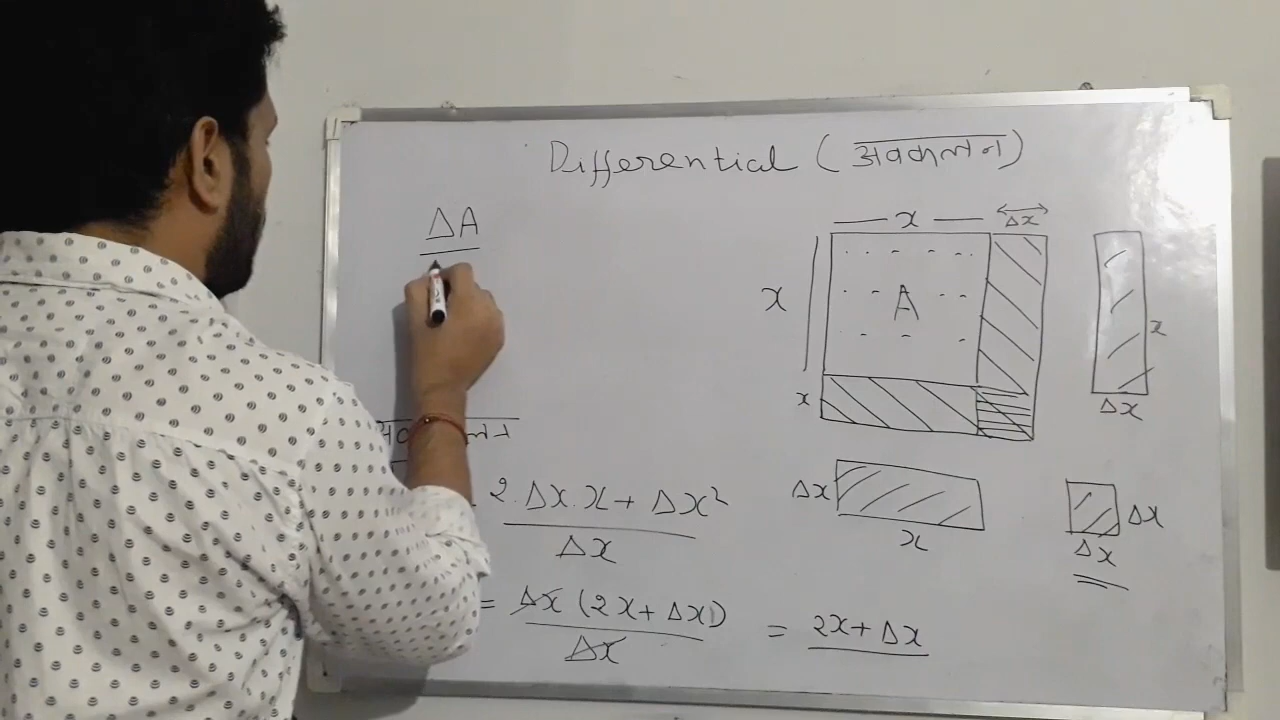 Differential (अवकलन)
ΔA
x
Δx
x
A
x
x
Δx
2.Δx.x + Δx²
Δx
Δx
x
Δx
Δx
= Δx (2x + Δx)
Δx
= 2x + Δx